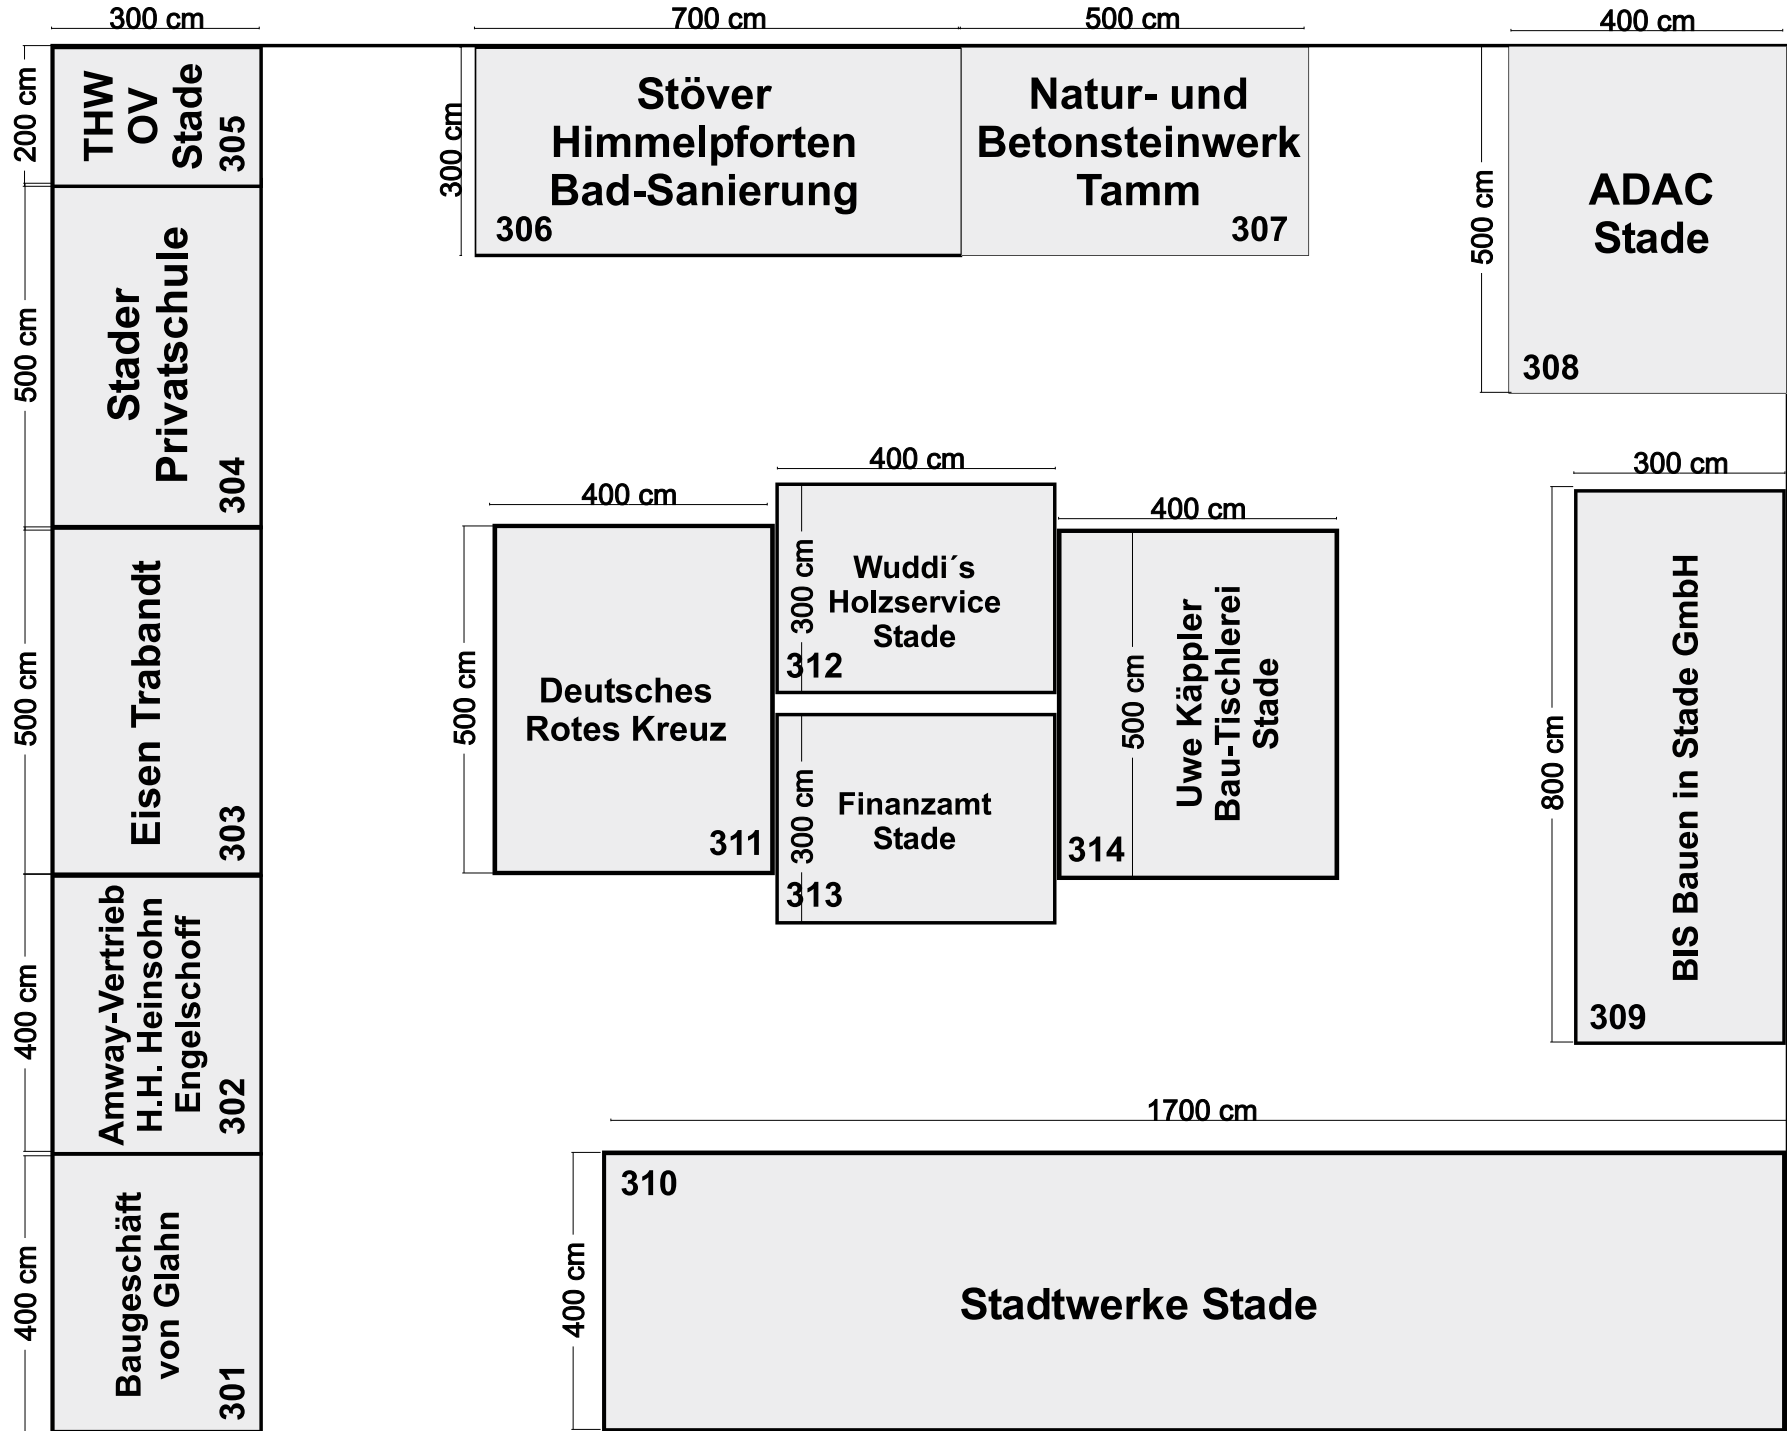 300 cm
700 cm
500 cm
400 cm
200 cm
THW
OV
Stade
305
300 cm
Stöver
Himmelpforten
Bad-Sanierung
306
Natur- und
Betonsteinwerk
Tamm
307
500 cm
ADAC
Stade
308
500 cm
Stader
Privatschule
304
500 cm
Eisen Trabandt
303
400 cm
Amway-Vertrieb
H.H. Heinsohn
Engelschoff
302
400 cm
Baugeschäft
von Glahn
301
400 cm
500 cm
Deutsches
Rotes Kreuz
311
400 cm
300 cm
Wuddi´s
Holzservice
Stade
312
300 cm
Finanzamt
Stade
313
400 cm
500 cm
Uwe Käppler
Bau-Tischlerei
Stade
314
300 cm
800 cm
BIS Bauen in Stade GmbH
309
1700 cm
400 cm
310
Stadtwerke Stade